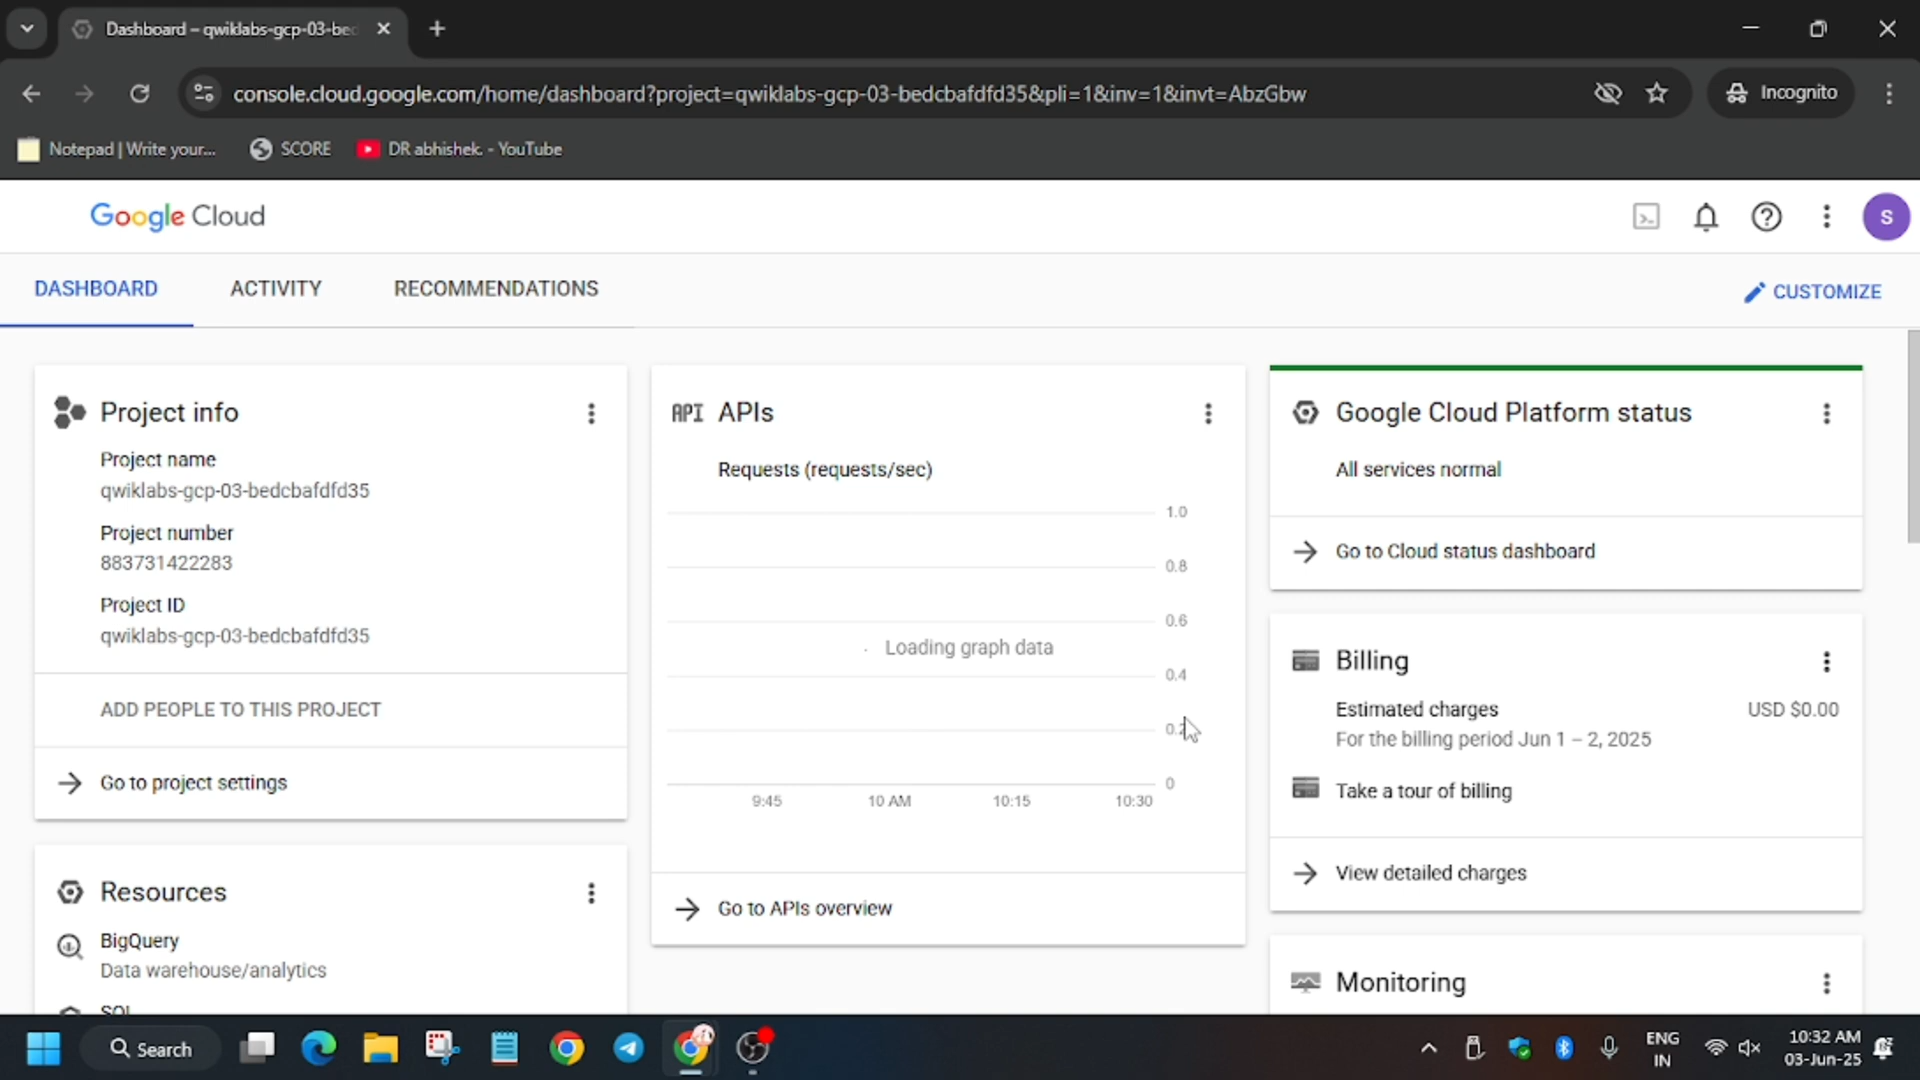 Dashboard – qwiklabs-gcp-03-bed
console.cloud.google.com/home/dashboard?project=qwiklabs-gcp-03-bedcbafdfd35&pli=1&inv=1&invt=AbzGbw
Incognito
Notepad | Write your...
SCORE
DR abhishek. - YouTube
Google Cloud
S
DASHBOARD
ACTIVITY
RECOMMENDATIONS
CUSTOMIZE
Project info
Project name
qwiklabs-gcp-03-bedcbafdfd35
Project number
883731422283
Project ID
qwiklabs-gcp-03-bedcbafdfd35
ADD PEOPLE TO THIS PROJECT
Go to project settings
Resources
BigQuery
Data warehouse/analytics
SQL
API APIs
Requests (requests/sec)
1.0
0.8
0.6
Loading graph data
0.4
0.2
0
9:45 10 AM 10:15 10:30
Go to APIs overview
Google Cloud Platform status
All services normal
Go to Cloud status dashboard
Billing
Estimated charges USD $0.00
For the billing period Jun 1 – 2, 2025
Take a tour of billing
View detailed charges
Monitoring
Search
ENG
IN
10:32 AM
03-Jun-25